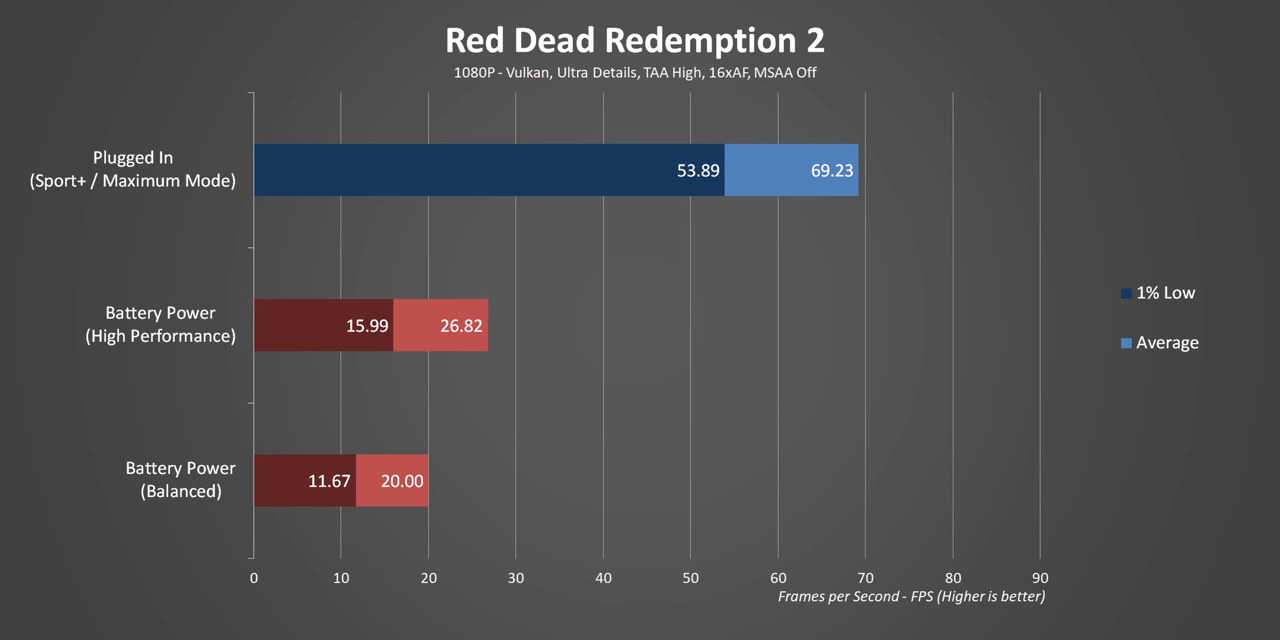 Red Dead Redemption 2
1080P - Vulkan, Ultra Details, TAA High, 16xAF, MSAA Off
Plugged In
(Sport+ / Maximum Mode)
53.89
69.23
Battery Power
(High Performance)
15.99
26.82
Battery Power
(Balanced)
11.67
20.00
1% Low
Average
0 10 20 30 40 50 60 70 80 90
Frames per Second - FPS (Higher is better)